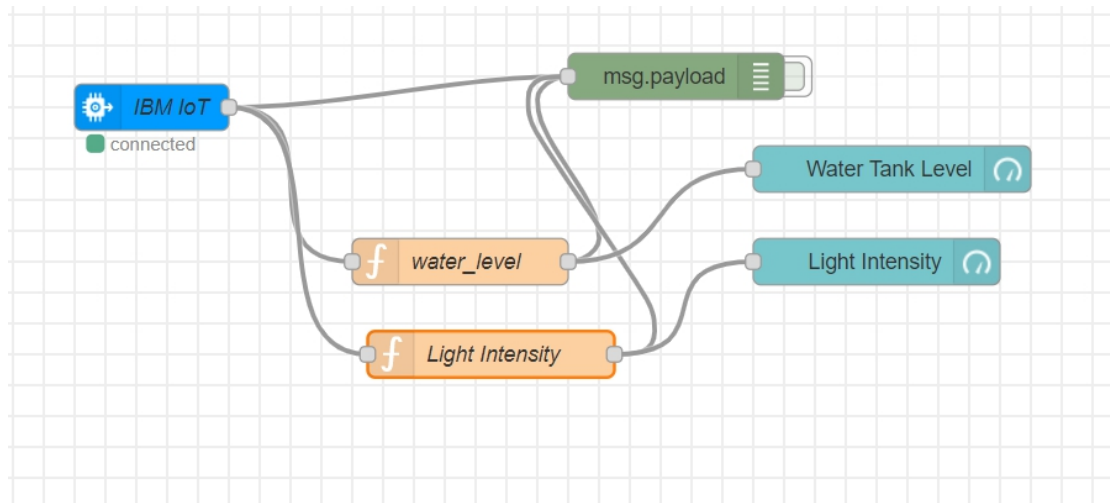 msg.payload
IBM IoT
connected
Water Tank Level
water_level
Light Intensity
Light Intensity